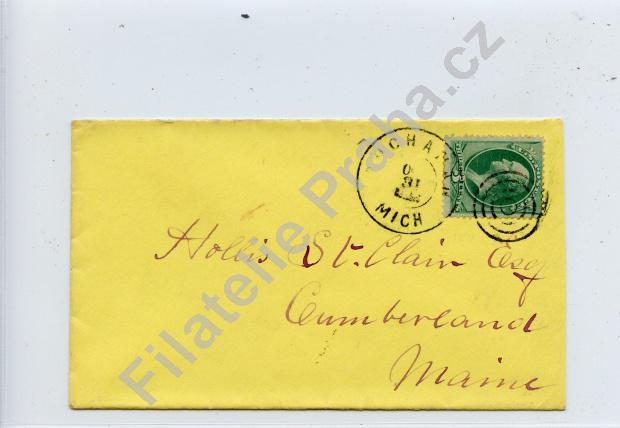 MICH
Hollis St. Clair Esq
Cumberland
Maine
Filatelie Praha.cz